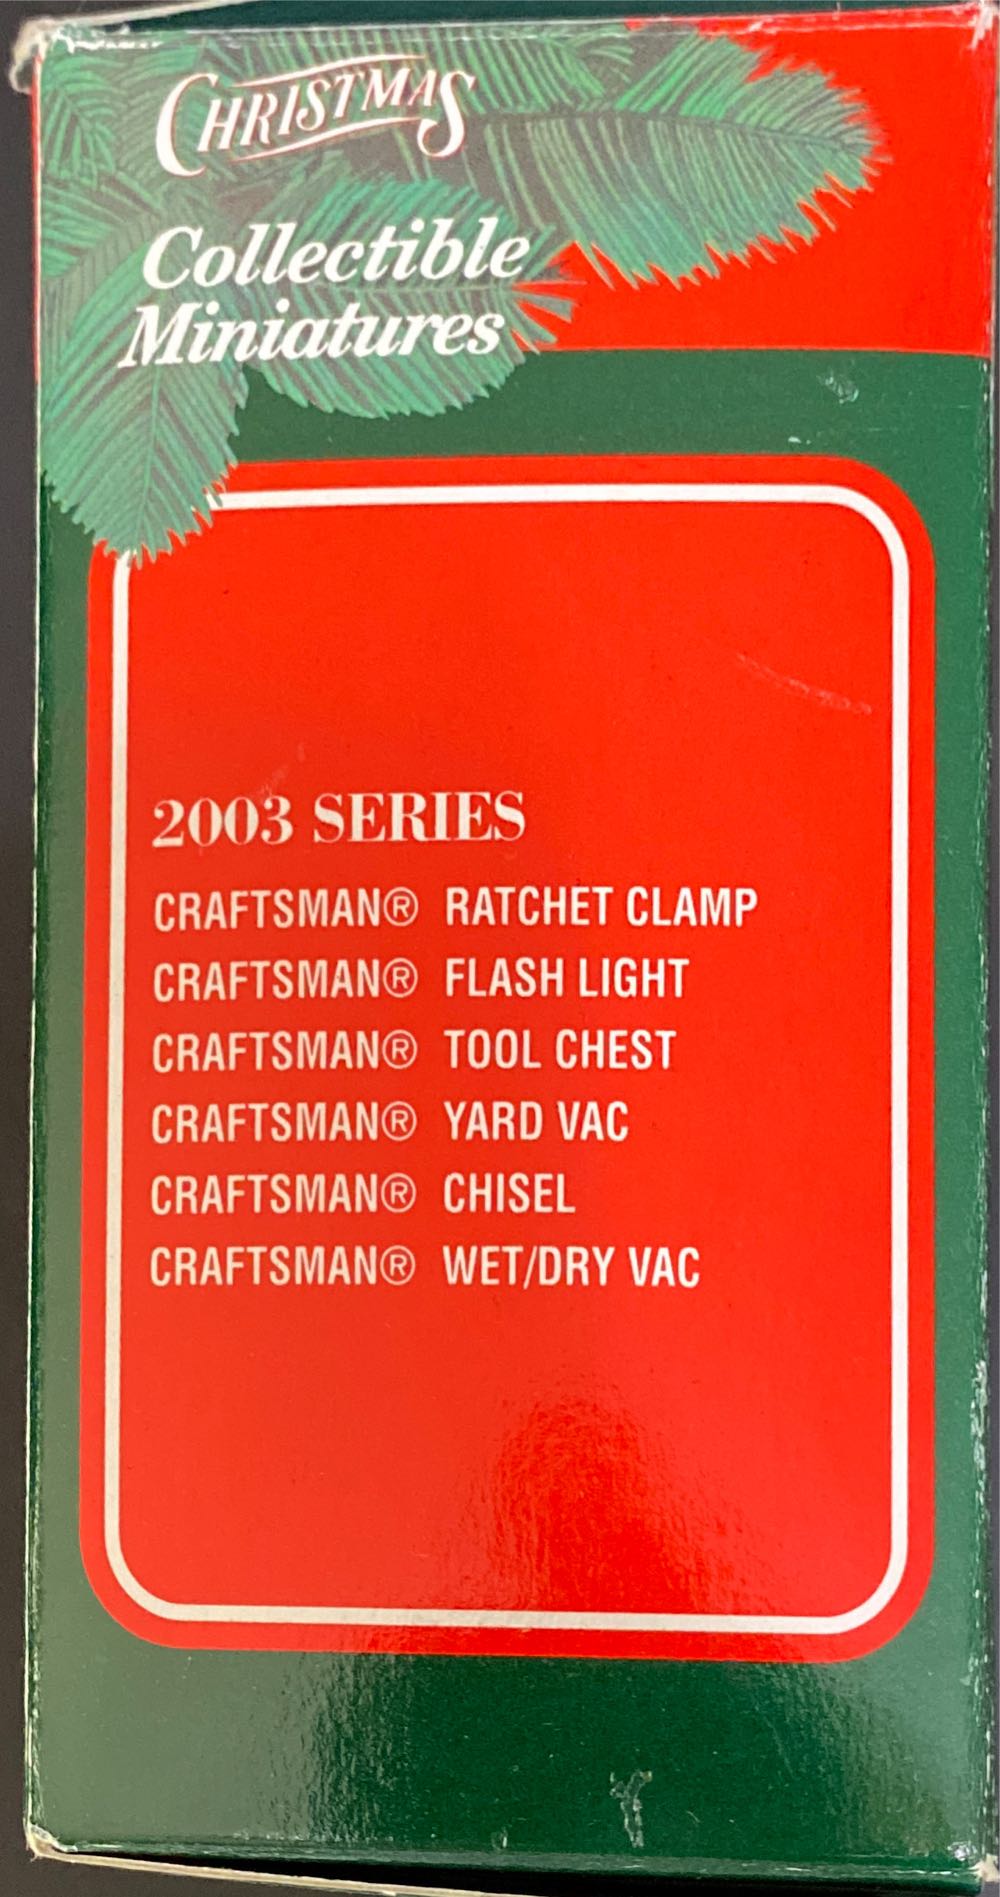 CHRISTMAS
Collectible
Miniatures
2003 SERIES
CRAFTSMAN® RATCHET CLAMP
CRAFTSMAN® FLASH LIGHT
CRAFTSMAN® TOOL CHEST
CRAFTSMAN® YARD VAC
CRAFTSMAN® CHISEL
CRAFTSMAN® WET/DRY VAC